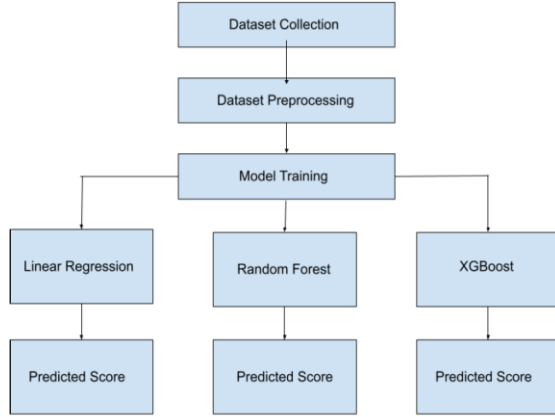 Dataset Collection
Dataset Preprocessing
Model Training
Linear Regression
Random Forest
XGBoost
Predicted Score
Predicted Score
Predicted Score